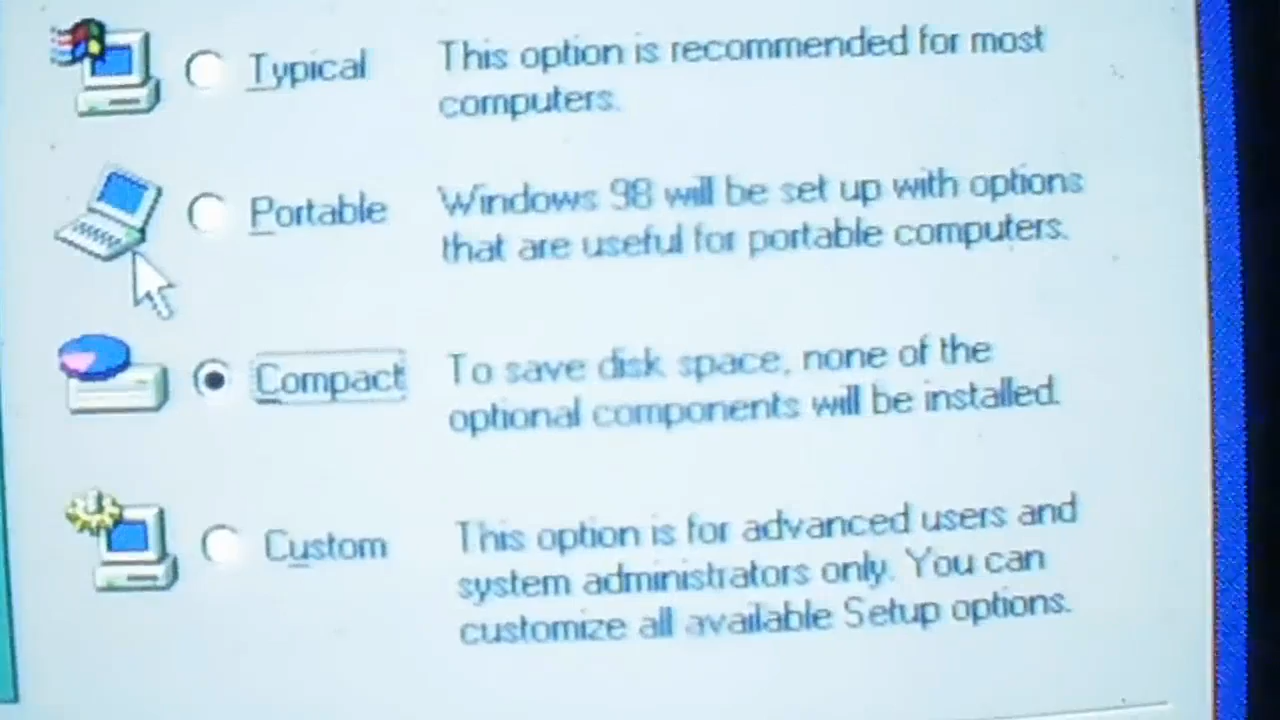 Typical
This option is recommended for most
computers.
Portable
Windows 98 will be set up with options
that are useful for portable computers.
Compact
To save disk space, none of the
optional components will be installed.
Custom
This option is for advanced users and
system administrators only. You can
customize all available Setup options.